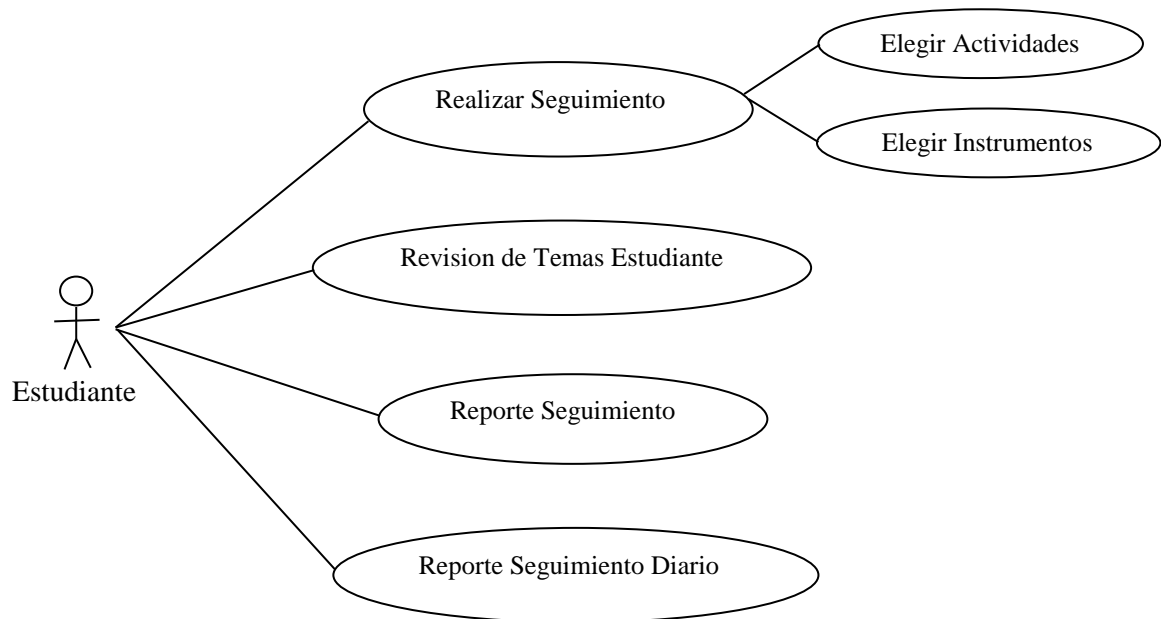 Elegir Actividades
Realizar Seguimiento
Elegir Instrumentos
Revision de Temas Estudiante
Estudiante
Reporte Seguimiento
Reporte Seguimiento Diario